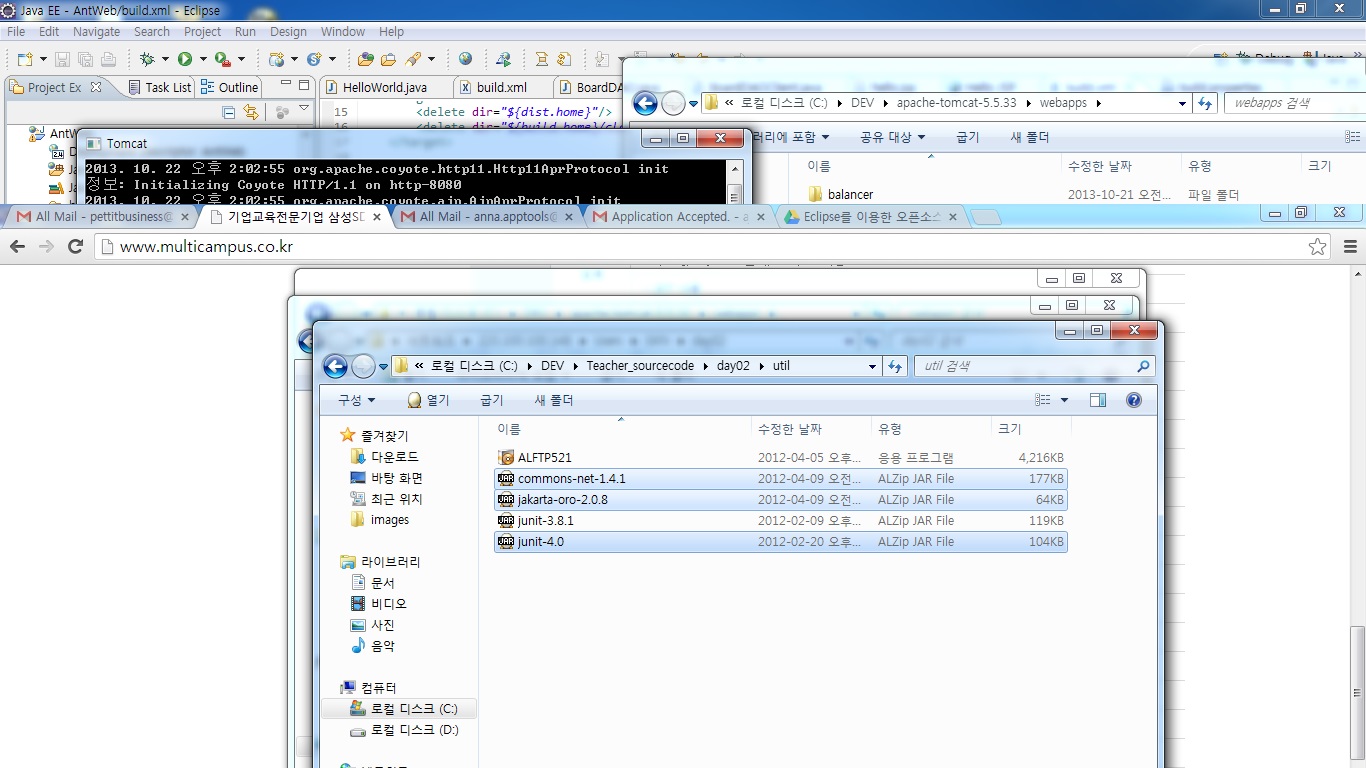 Java EE - AntWeb/build.xml - Eclipse
File Edit Navigate Search Project Run Design Window Help
Debug
Project Ex Task List Outline
HelloWorld.java build.xml BoardDA
15 <delete dir="${dist.home}"/>
16
AntWe
Tomcat
2013. 10. 22 오후 2:02:55 org.apache.coyote.http11.Http11AprProtocol init
정보: Initializing Coyote HTTP/1.1 on http-8080
2013. 10. 22 오후 2:02:55 org.apache.coyote.ajp.AjpAprProtocol init
« 로컬 디스크 (C:) DEV apache-tomcat-5.5.33 webapps
webapps 검색
러리에 포함 공유 대상 굽기 새 폴더
이름 수정한 날짜 유형 크기
balancer 2013-10-21 오전... 파일 폴더
All Mail - pettitbusiness@ 기업교육전문기업 삼성SD All Mail - anna.apptools@ Application Accepted. - a Eclipse를 이용한 오픈소스
www.multicampus.co.kr
« 로컬 디스크 (C:) DEV Teacher_sourcecode day02 util
util 검색
구성 열기 굽기 새 폴더
즐겨찾기
다운로드
바탕 화면
최근 위치
images
라이브러리
문서
비디오
사진
음악
컴퓨터
로컬 디스크 (C:)
로컬 디스크 (D:)
이름 수정한 날짜 유형 크기
ALFTP521 2012-04-05 오후... 응용 프로그램 4,216KB
commons-net-1.4.1 2012-04-09 오전... ALZip JAR File 177KB
jakarta-oro-2.0.8 2012-04-09 오전... ALZip JAR File 64KB
junit-3.8.1 2012-02-09 오후... ALZip JAR File 119KB
junit-4.0 2012-02-20 오후... ALZip JAR File 104KB